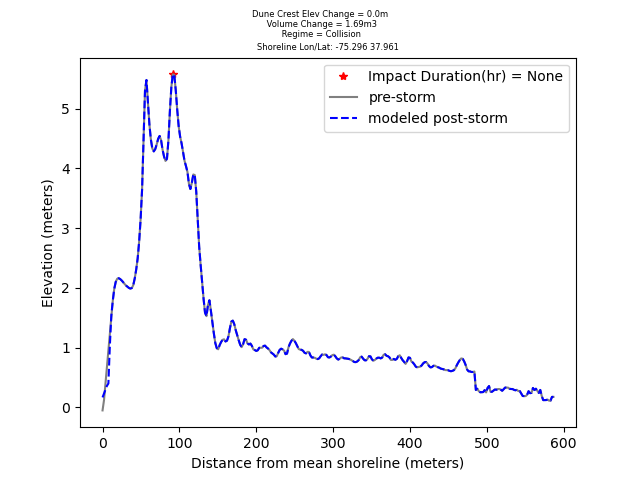 Dune Crest Elev Change = 0.0m
Volume Change = 1.69m3
Regime = Collision
Shoreline Lon/Lat: -75.296 37.961
Impact Duration(hr) = None
pre-storm
modeled post-storm
Elevation (meters)
5
4
3
2
1
0
0 100 200 300 400 500 600
Distance from mean shoreline (meters)